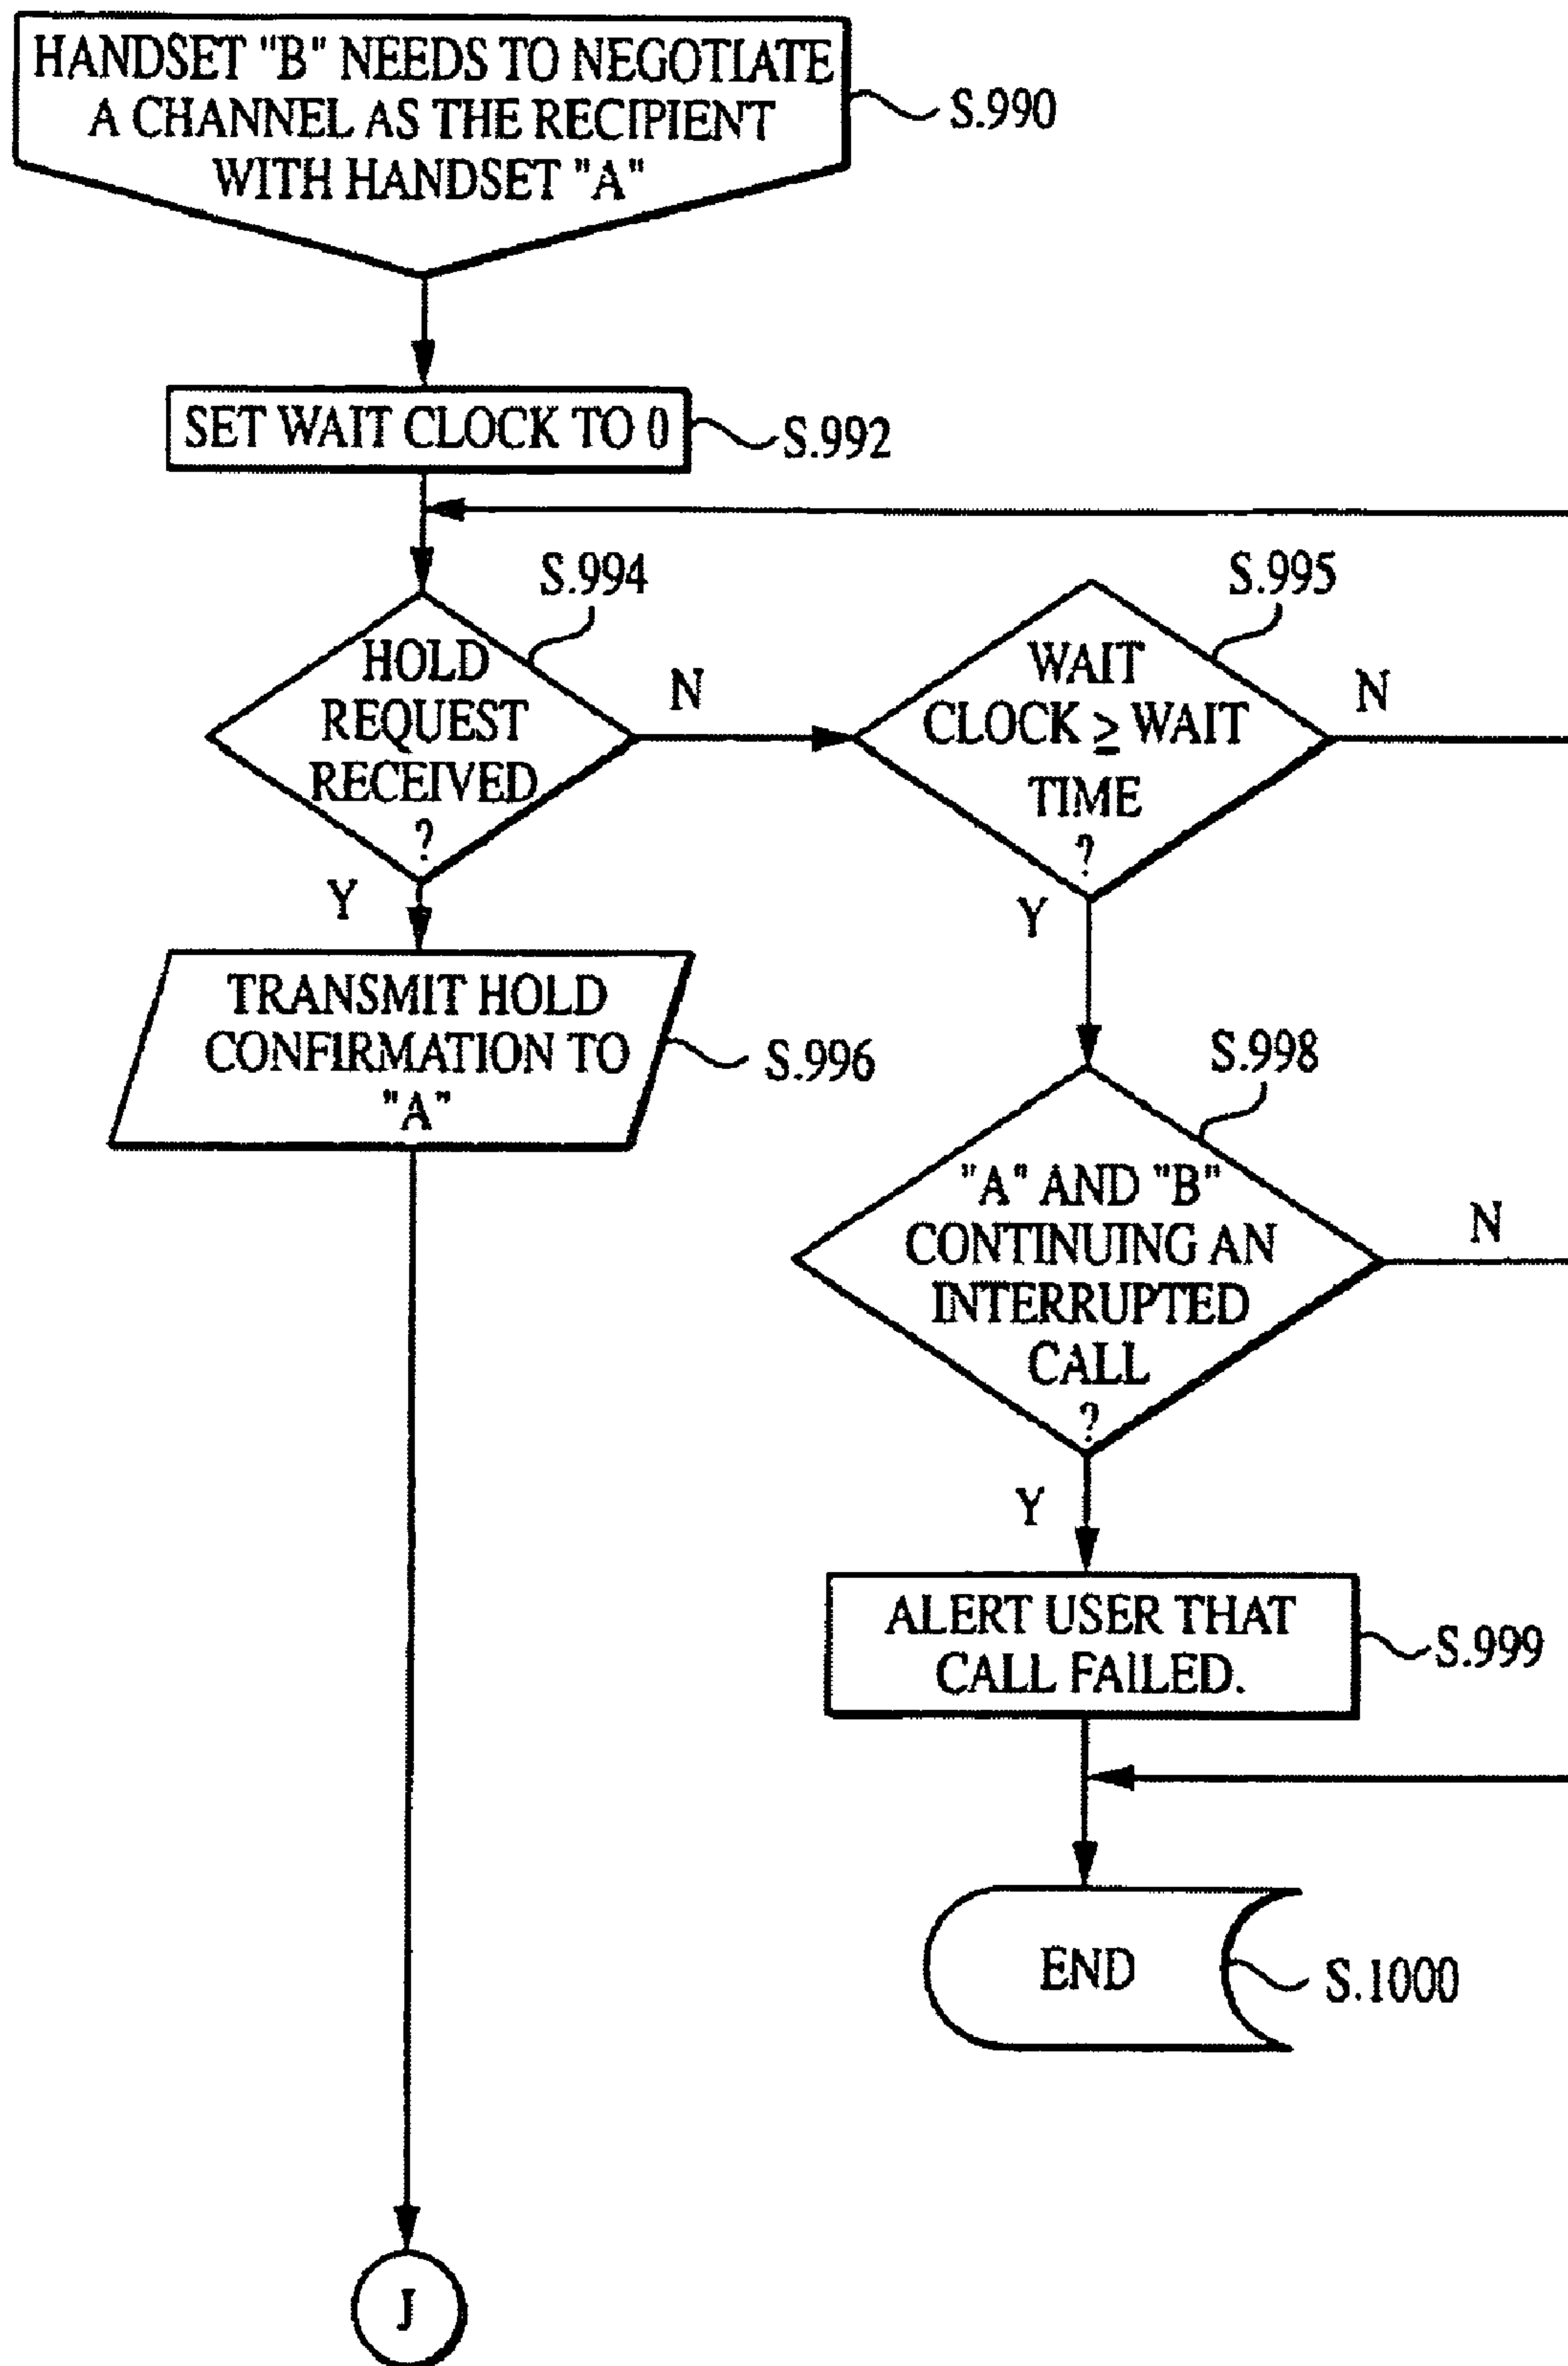 HANDSET "B" NEEDS TO NEGOTIATE
A CHANNEL AS THE RECIPIENT
WITH HANDSET "A"
S.990
SET WAIT CLOCK TO 0
S.992
S.994
HOLD
REQUEST
RECEIVED
?
N
Y
S.995
WAIT
CLOCK ≥ WAIT
TIME
?
N
Y
TRANSMIT HOLD
CONFIRMATION TO
"A"
S.996
S.998
"A" AND "B"
CONTINUING AN
INTERRUPTED
CALL
?
N
Y
ALERT USER THAT
CALL FAILED.
S.999
END
S.1000
J